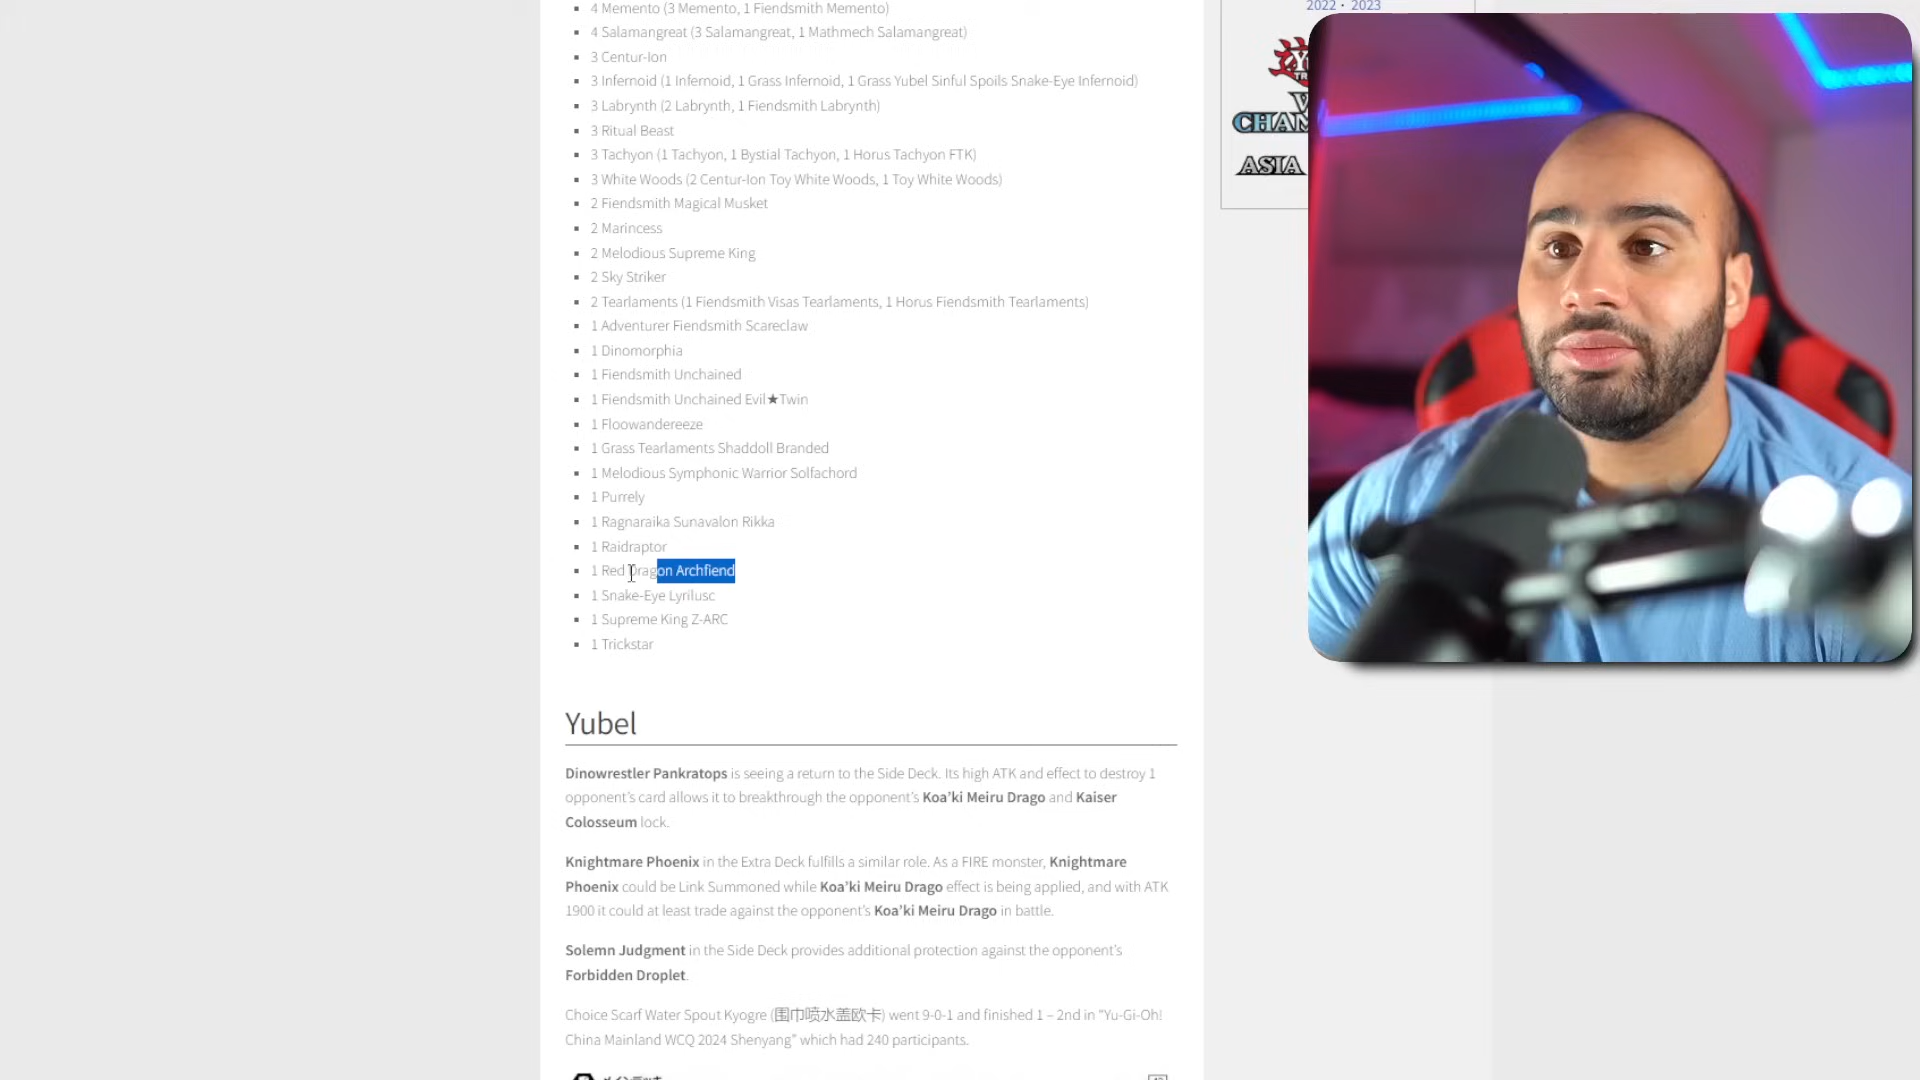 2022 · 2023
4 Memento (3 Memento, 1 Fiendsmith Memento)
4 Salamangreat (3 Salamangreat, 1 Mathmech Salamangreat)
3 Centur-Ion
3 Infernoid (1 Infernoid, 1 Grass Infernoid, 1 Grass Yubel Sinful Spoils Snake-Eye Infernoid)
3 Labrynth (2 Labrynth, 1 Fiendsmith Labrynth)
3 Ritual Beast
3 Tachyon (1 Tachyon, 1 Bystial Tachyon, 1 Horus Tachyon FTK)
3 White Woods (2 Centur-Ion Toy White Woods, 1 Toy White Woods)
ASIA
2 Fiendsmith Magical Musket
2 Marincess
2 Melodious Supreme King
2 Sky Striker
2 Tearlaments (1 Fiendsmith Visas Tearlaments, 1 Horus Fiendsmith Tearlaments)
1 Adventurer Fiendsmith Scareclaw
1 Dinomorphia
1 Fiendsmith Unchained
1 Fiendsmith Unchained Evil★Twin
1 Floowandereeze
1 Grass Tearlaments Shaddoll Branded
1 Melodious Symphonic Warrior Solfachord
1 Purrely
1 Ragnaraika Sunavalon Rikka
1 Raidraptor
1 Red Dragon Archfiend
1 Snake-Eye Lyrilusc
1 Supreme King Z-ARC
1 Trickstar
Yubel
Dinowrestler Pankratops is seeing a return to the Side Deck. Its high ATK and effect to destroy 1
opponent's card allows it to breakthrough the opponent's Koa'ki Meiru Drago and Kaiser
Colosseum lock.
Knightmare Phoenix in the Extra Deck fulfills a similar role. As a FIRE monster, Knightmare
Phoenix could be Link Summoned while Koa'ki Meiru Drago effect is being applied, and with ATK
1900 it could at least trade against the opponent's Koa'ki Meiru Drago in battle.
Solemn Judgment in the Side Deck provides additional protection against the opponent's
Forbidden Droplet.
Choice Scarf Water Spout Kyogre (围巾喷水盖欧卡) went 9-0-1 and finished 1 – 2nd in “Yu-Gi-Oh!
China Mainland WCQ 2024 Shenyang” which had 240 participants.